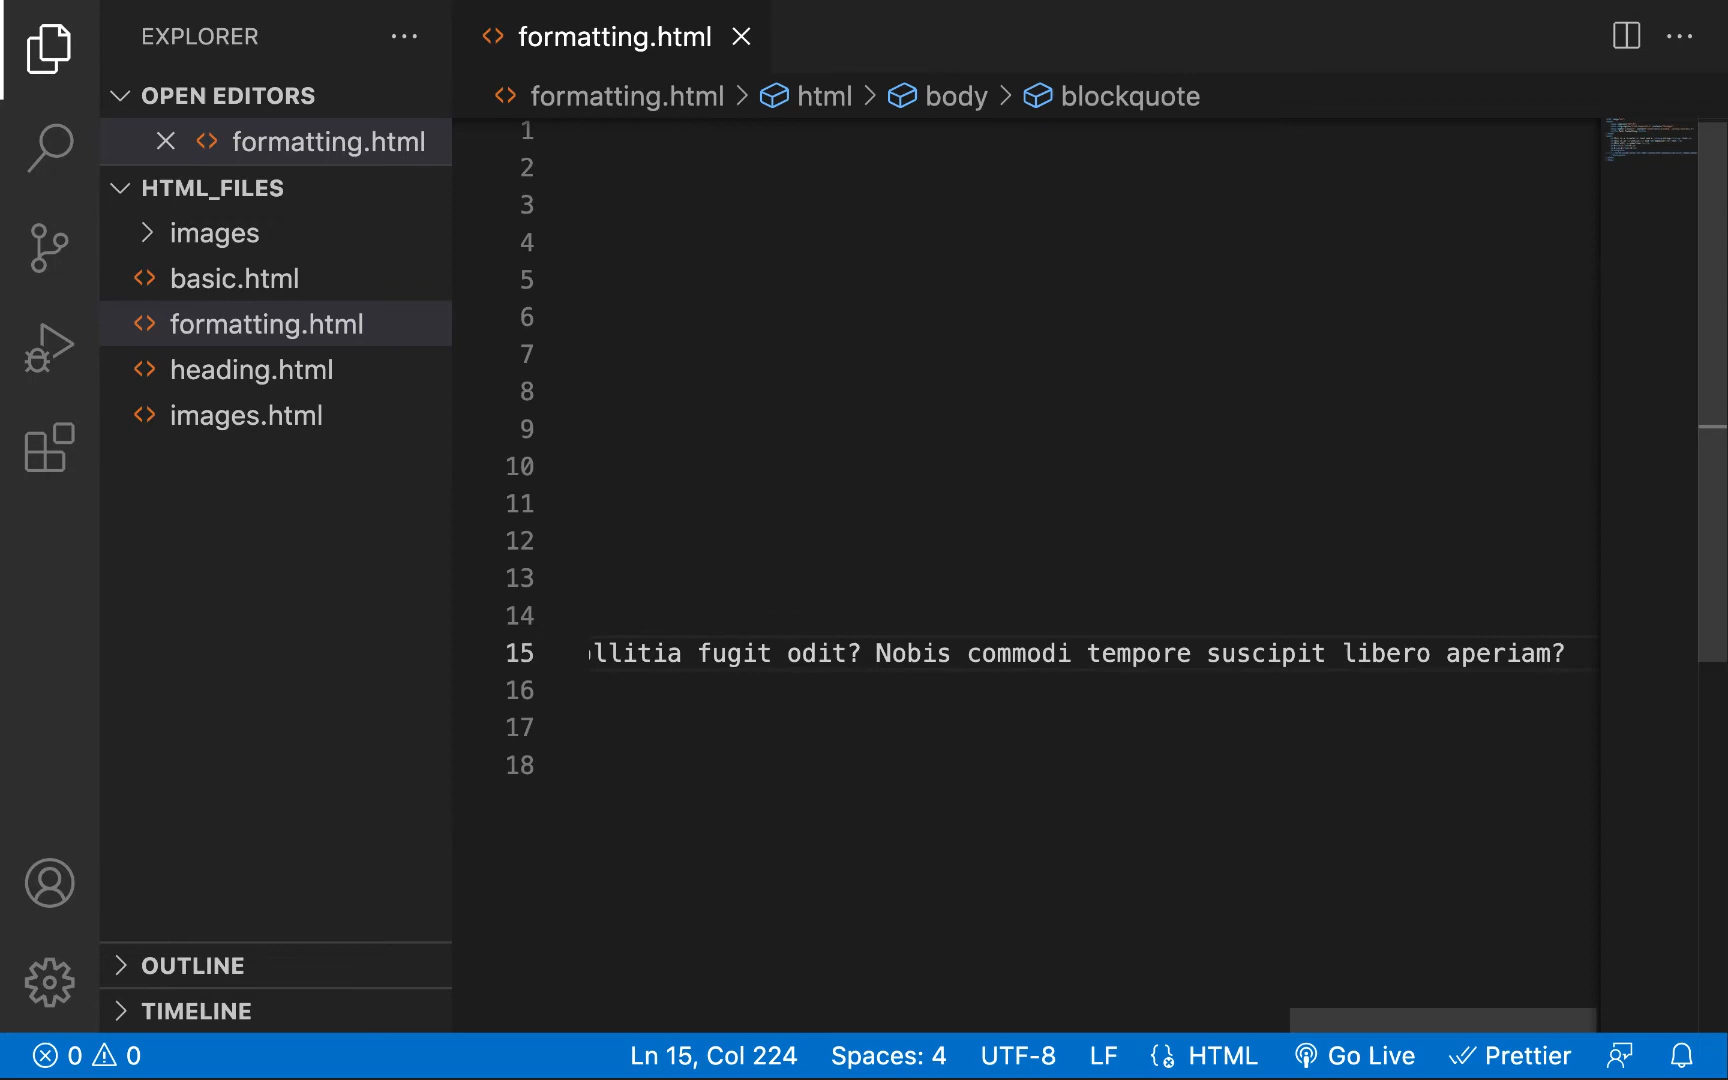 EXPLORER
OPEN EDITORS
formatting.html
HTML_FILES
images
basic.html
formatting.html
heading.html
images.html
OUTLINE
TIMELINE
formatting.html
formatting.html > html > body > blockquote
1
2
3
4
5
6
7
8
9
10
11
12
13
14
15 llitia fugit odit? Nobis commodi tempore suscipit libero aperiam?
16
17
18
0 0 Ln 15, Col 224 Spaces: 4 UTF-8 LF HTML Go Live Prettier